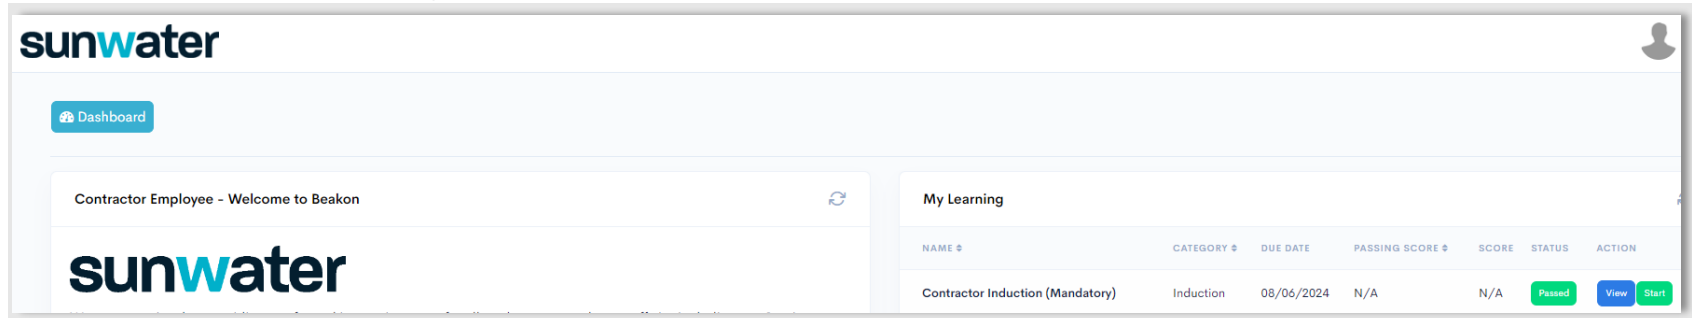 sunwater
Dashboard
Contractor Employee - Welcome to Beakon
sunwater
My Learning
NAME CATEGORY DUE DATE PASSING SCORE SCORE STATUS ACTION
Contractor Induction (Mandatory) Induction 08/06/2024 N/A N/A Passed View Start